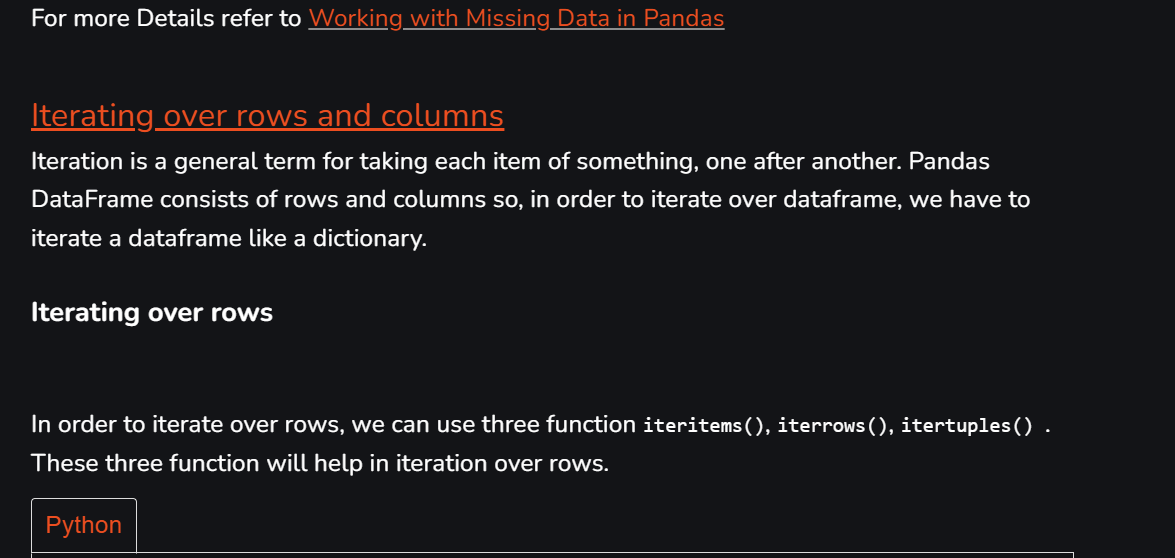 For more Details refer to Working with Missing Data in Pandas
Iterating over rows and columns
Iteration is a general term for taking each item of something, one after another. Pandas
DataFrame consists of rows and columns so, in order to iterate over dataframe, we have to
iterate a dataframe like a dictionary.
Iterating over rows
In order to iterate over rows, we can use three function iteritems(), iterrows(), itertuples() .
These three function will help in iteration over rows.
Python